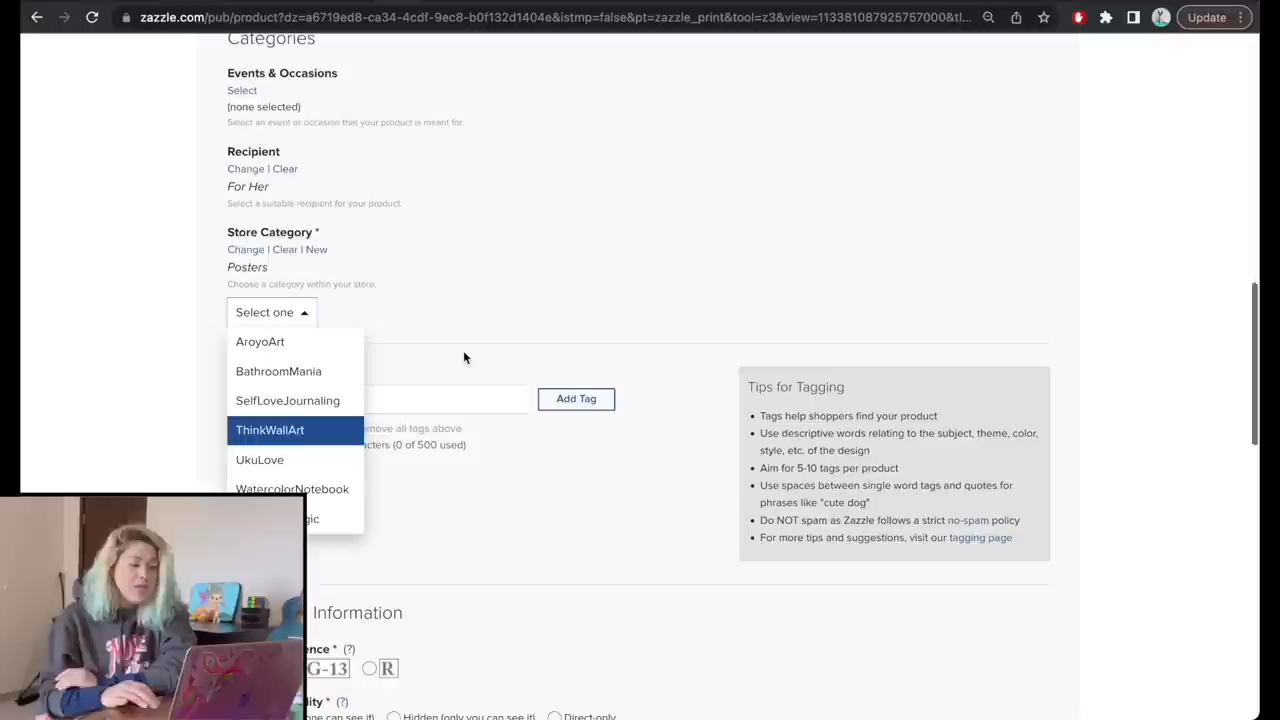 zazzle.com/pub/product?dz=a6719ed8-ca34-4cdf-9ec8-b0f132d1404e&istmp=false&pt=zazzle_print&tool=z3&view=113381087925757000&tl...
Update
Categories
Events & Occasions
Select
(none selected)
Select an event or occasion that your product is meant for.
Recipient
Change | Clear
For Her
Select a suitable recipient for your product.
Store Category *
Change | Clear | New
Posters
Choose a category within your store.
Select one
AroyoArt
BathroomMania
SelfLoveJournaling
ThinkWallArt
UkuLove
WatercolorNotebook
gic
Add Tag
emove all tags above
cters (0 of 500 used)
Tips for Tagging
Tags help shoppers find your product
Use descriptive words relating to the subject, theme, color,
style, etc. of the design
Aim for 5-10 tags per product
Use spaces between single word tags and quotes for
phrases like "cute dog"
Do NOT spam as Zazzle follows a strict no-spam policy
For more tips and suggestions, visit our tagging page
Information
ence * (?)
G-13 R
lity * (?)
one can see it) Hidden (only you can see it) Direct-only